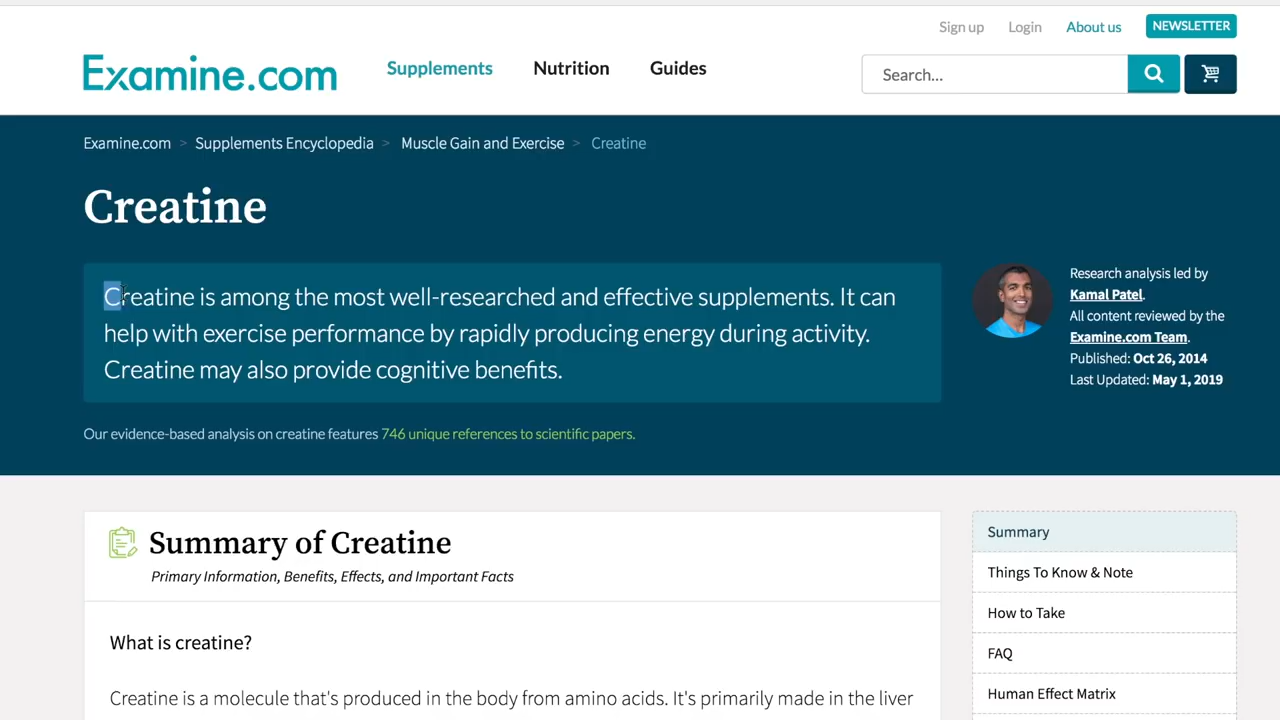 Sign up Login About us NEWSLETTER
Examine.com Supplements Nutrition Guides Search...
Examine.com > Supplements Encyclopedia > Muscle Gain and Exercise > Creatine
Creatine
Creatine is among the most well-researched and effective supplements. It can
help with exercise performance by rapidly producing energy during activity.
Creatine may also provide cognitive benefits.
Research analysis led by
Kamal Patel.
All content reviewed by the
Examine.com Team.
Published: Oct 26, 2014
Last Updated: May 1, 2019
Our evidence-based analysis on creatine features 746 unique references to scientific papers.
Summary of Creatine
Primary Information, Benefits, Effects, and Important Facts
What is creatine?
Creatine is a molecule that's produced in the body from amino acids. It's primarily made in the liver
Summary
Things To Know & Note
How to Take
FAQ
Human Effect Matrix